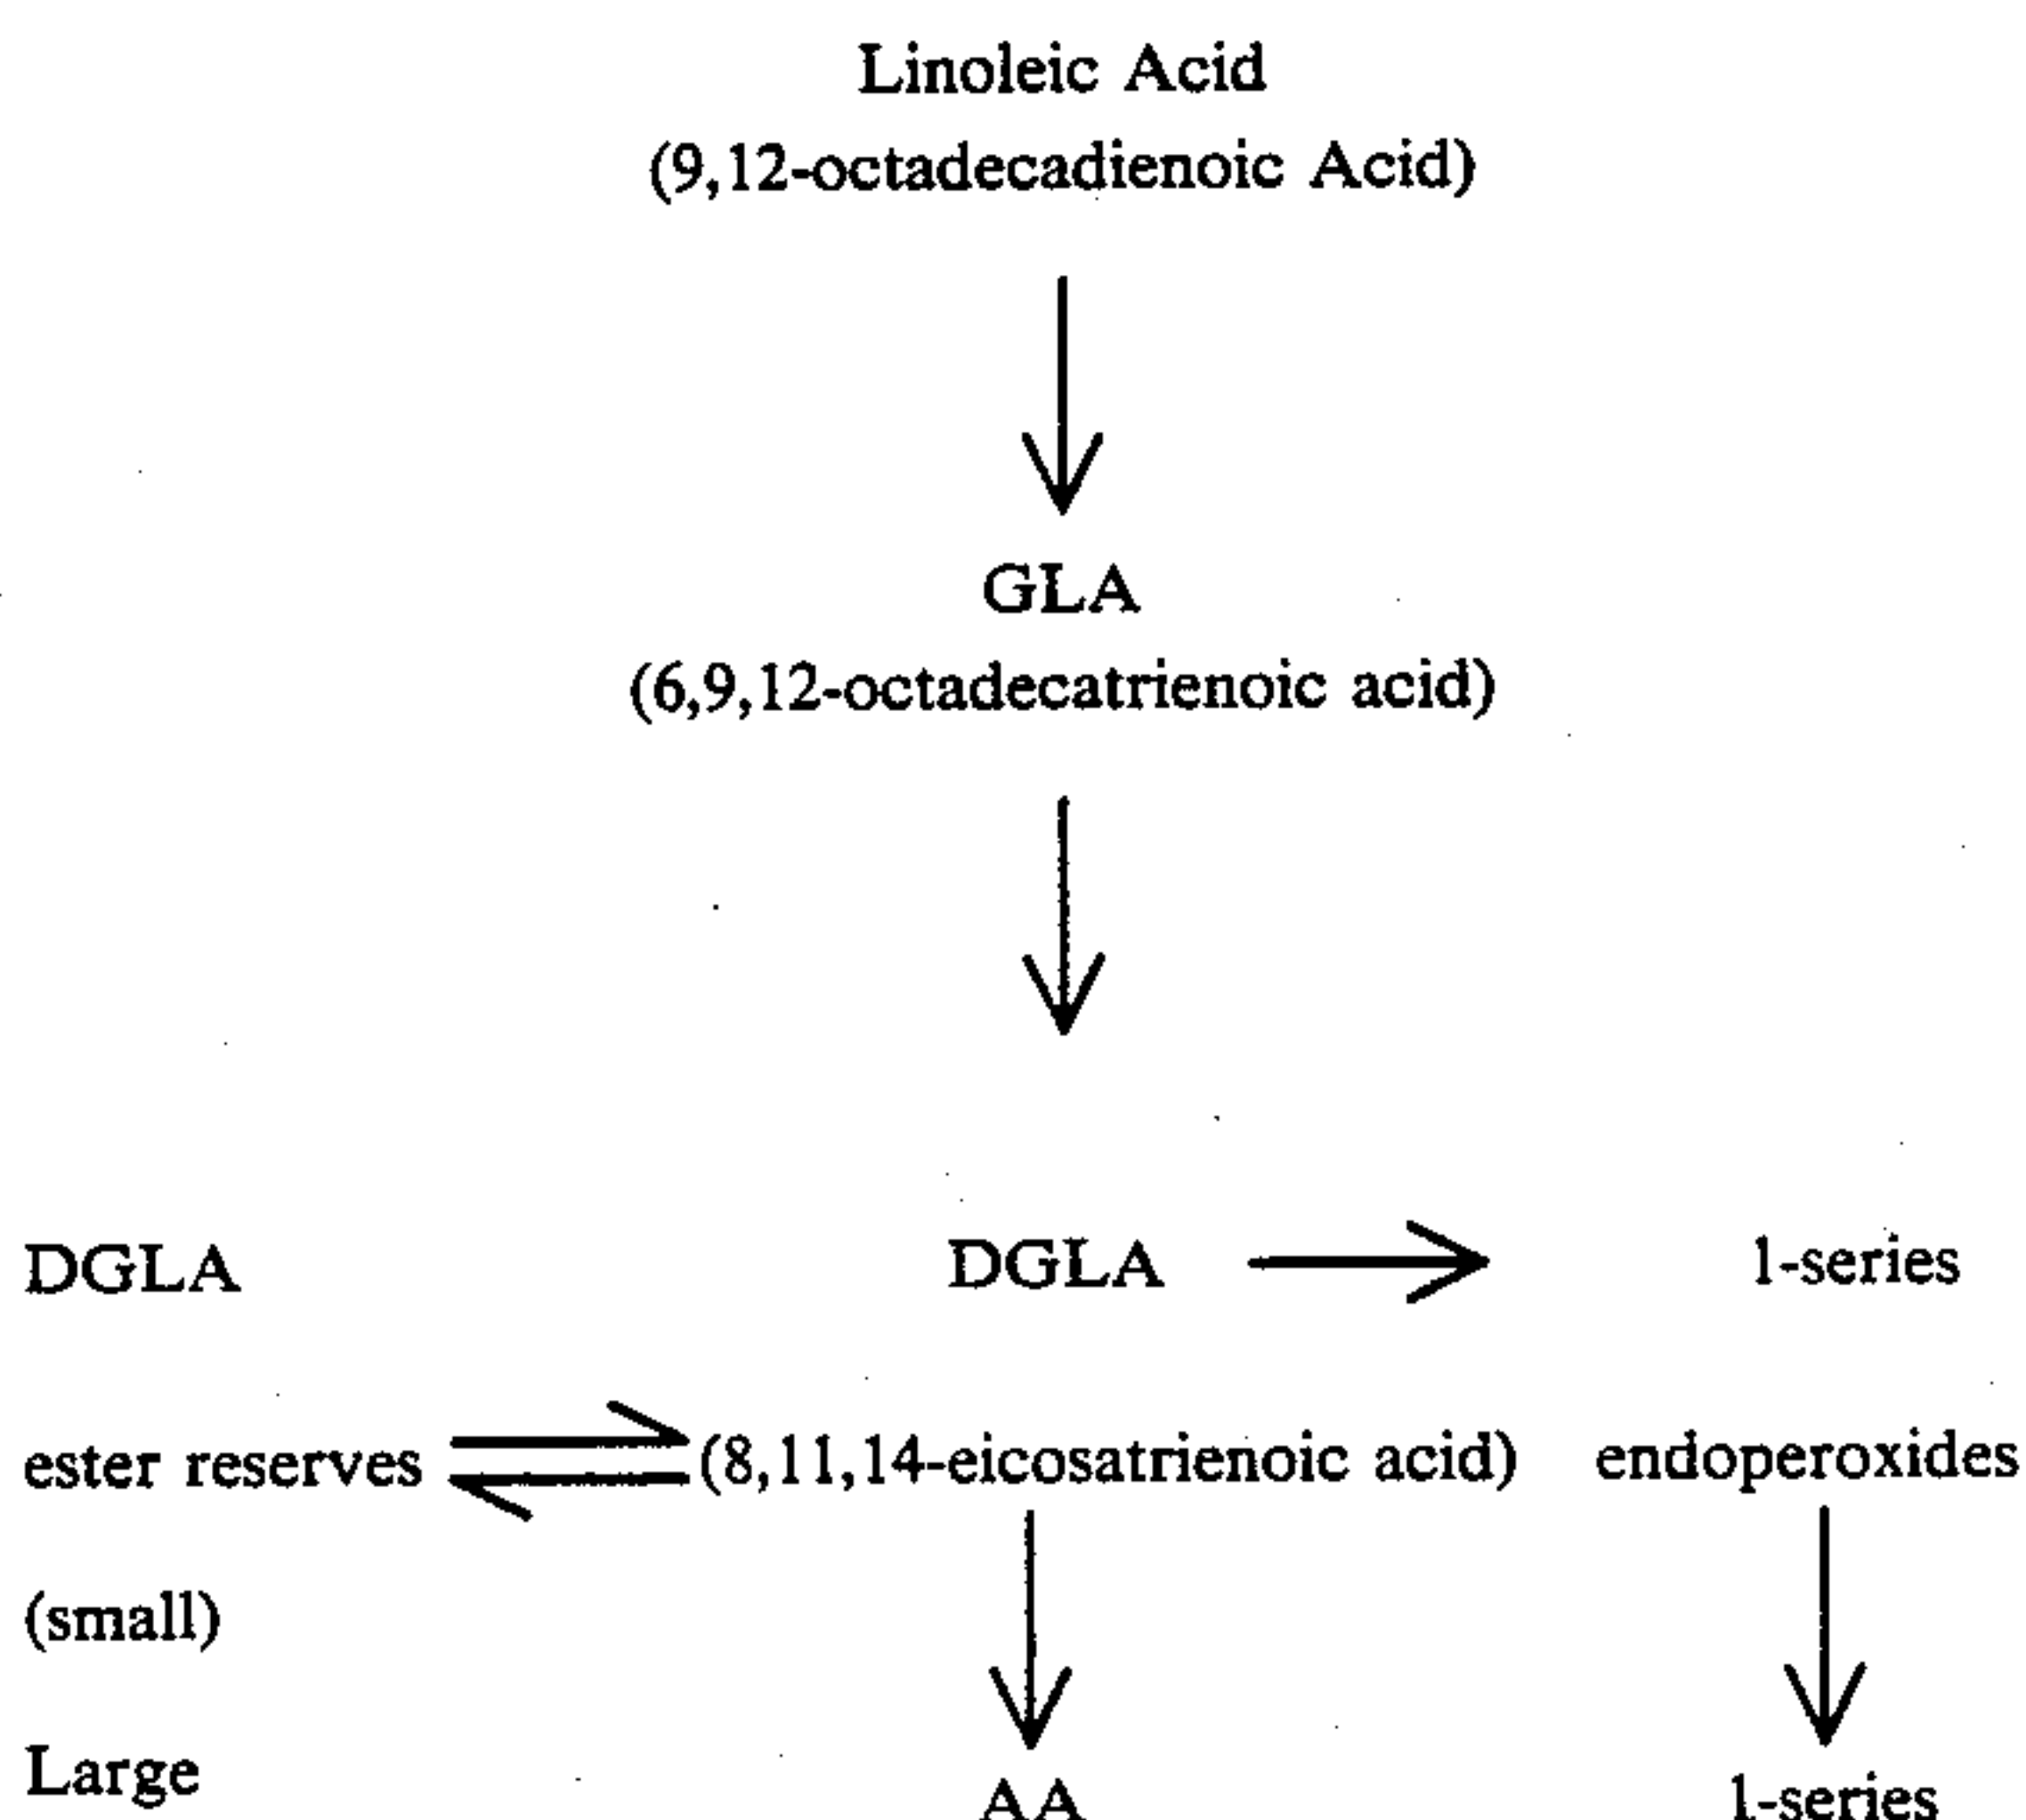 Linoleic Acid
(9,12-octadecadienoic Acid)
GLA
(6,9,12-octadecatrienoic acid)
DGLA DGLA 1-series
ester reserves (8,11,14-eicosatrienoic acid) endoperoxides
(small)
Large AA 1-series